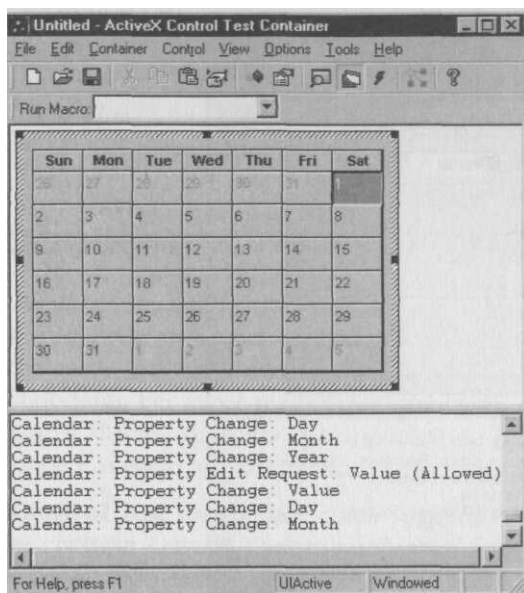 Untitled - ActiveX Control Test Container
File Edit Container Control View Options Tools Help
Run Macro:
Sun Mon Tue Wed Thu Fri Sat
26 27 28 29 30 31 1
2 3 4 5 6 7 8
9 10 11 12 13 14 15
16 17 18 19 20 21 22
23 24 25 26 27 28 29
30 31 1 2 3 4 5
Calendar: Property Change: Day
Calendar: Property Change: Month
Calendar: Property Change: Year
Calendar: Property Edit Request: Value (Allowed)
Calendar: Property Change: Value
Calendar: Property Change: Day
Calendar: Property Change: Month
For Help, press F1 UIActive Windowed